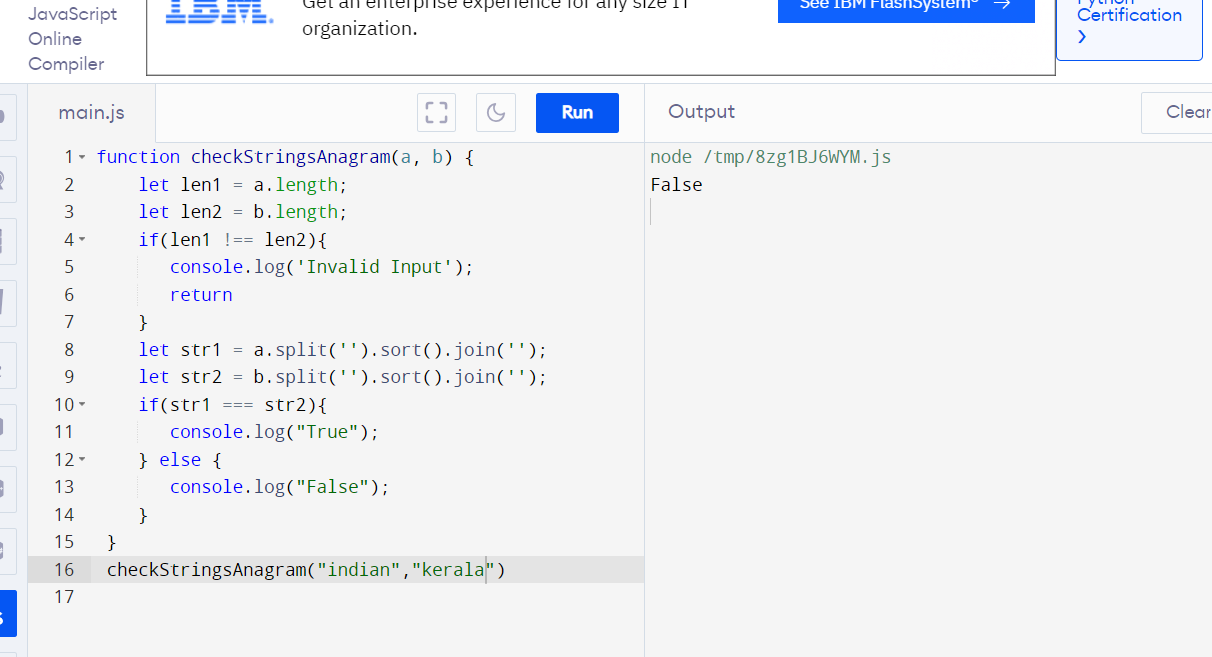 JavaScript
Online
Compiler
IBM.
Get an enterprise experience for any size IT
organization.
See IBM FlashSystem® →
Python
Certification
main.js
Run
Output
Clear
1 function checkStringsAnagram(a, b) {
2 let len1 = a.length;
3 let len2 = b.length;
4 if(len1 !== len2){
5 console.log('Invalid Input');
6 return
7 }
8 let str1 = a.split('').sort().join('');
9 let str2 = b.split('').sort().join('');
10 if(str1 === str2){
11 console.log("True");
12 } else {
13 console.log("False");
14 }
15 }
16 checkStringsAnagram("indian","kerala")
17
node /tmp/8zg1BJ6WYM.js
False